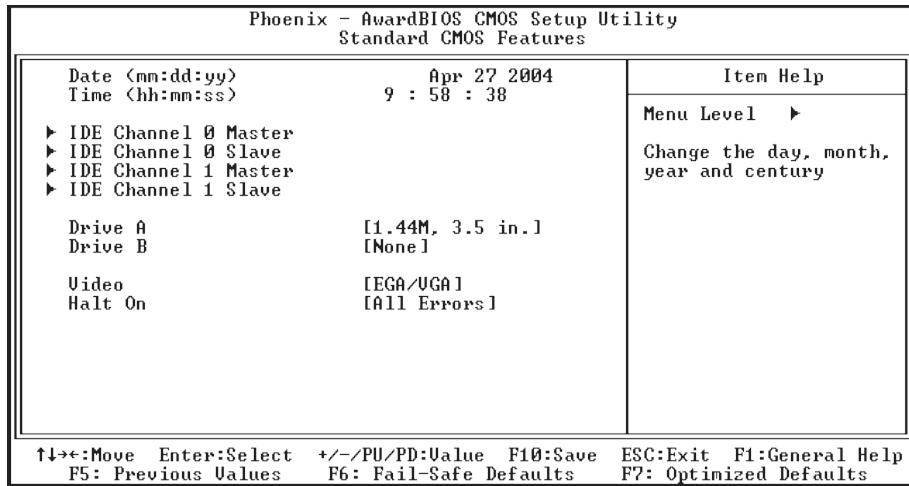 Phoenix - AwardBIOS CMOS Setup Utility
Standard CMOS Features
Date (mm:dd:yy) Apr 27 2004
Time (hh:mm:ss) 9 : 58 : 38
▶ IDE Channel 0 Master
▶ IDE Channel 0 Slave
▶ IDE Channel 1 Master
▶ IDE Channel 1 Slave
Drive A [1.44M, 3.5 in.]
Drive B [None]
Video [EGA/VGA]
Halt On [All Errors]
Item Help
Menu Level ▶
Change the day, month,
year and century
↑↓→←:Move Enter:Select +/-/PU/PD:Value F10:Save ESC:Exit F1:General Help
F5: Previous Values F6: Fail-Safe Defaults F7: Optimized Defaults